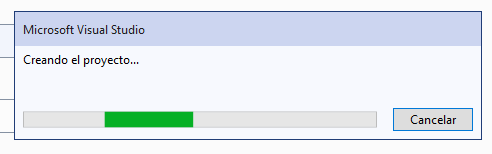 Microsoft Visual Studio
Creando el proyecto...
Cancelar